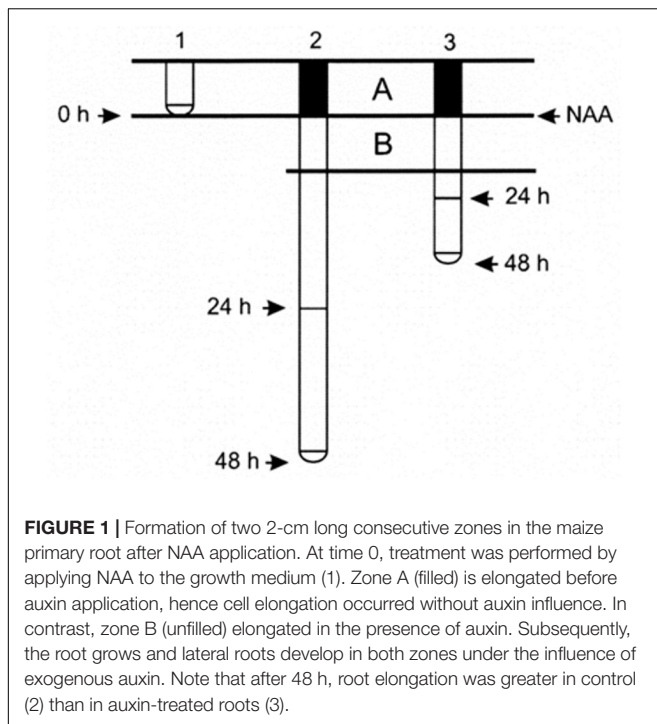 1 2 3
A
0 h NAA
B
24 h
48 h
24 h
48 h
FIGURE 1 | Formation of two 2-cm long consecutive zones in the maize
primary root after NAA application. At time 0, treatment was performed by
applying NAA to the growth medium (1). Zone A (filled) is elongated before
auxin application, hence cell elongation occurred without auxin influence. In
contrast, zone B (unfilled) elongated in the presence of auxin. Subsequently,
the root grows and lateral roots develop in both zones under the influence of
exogenous auxin. Note that after 48 h, root elongation was greater in control
(2) than in auxin-treated roots (3).